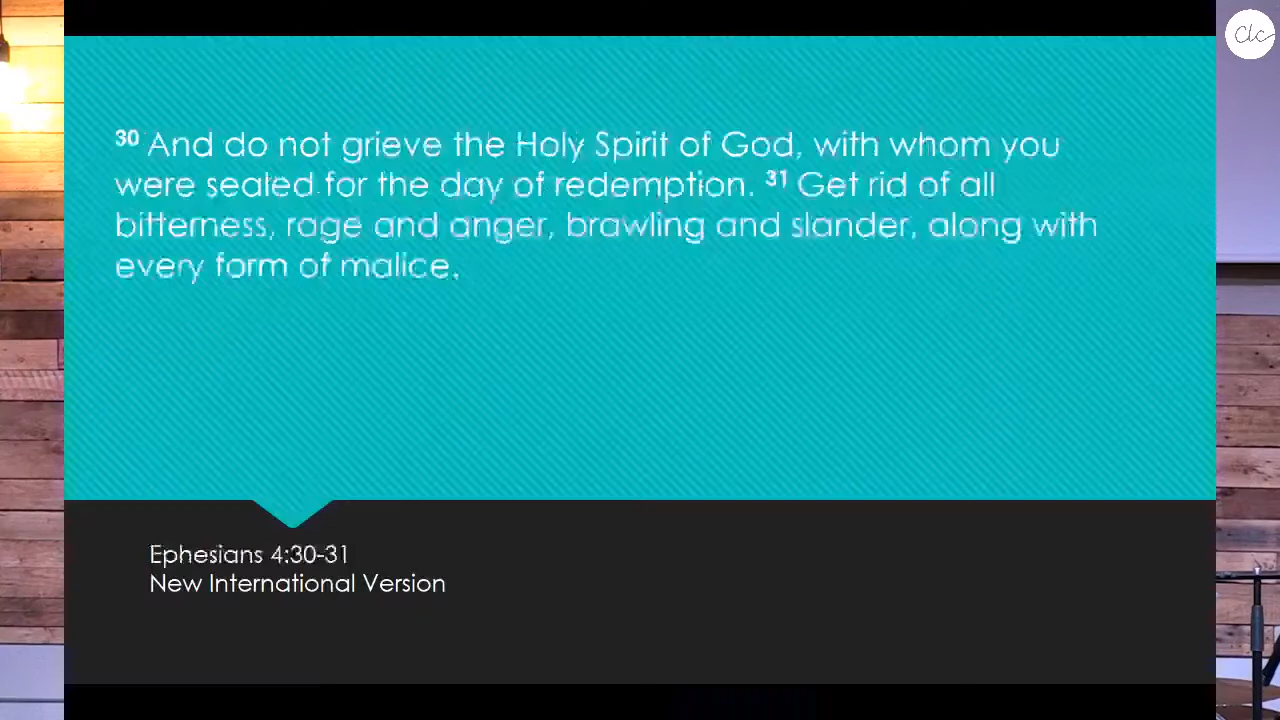 clc
30 And do not grieve the Holy Spirit of God, with whom you
were sealed for the day of redemption. 31 Get rid of all
bitterness, rage and anger, brawling and slander, along with
every form of malice.
Ephesians 4:30-31
New International Version